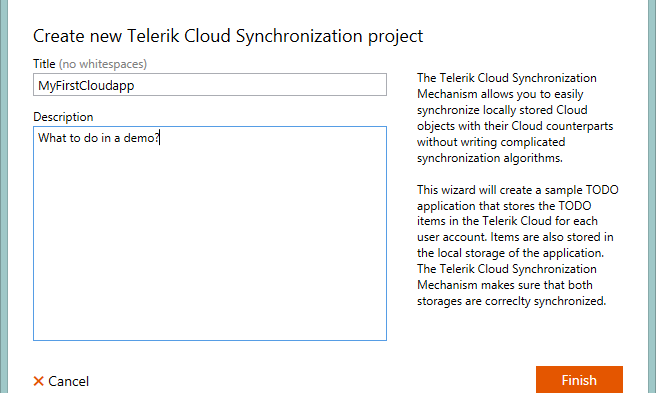 Create new Telerik Cloud Synchronization project
Title (no whitespaces)
MyFirstCloudapp
Description
What to do in a demo?
The Telerik Cloud Synchronization
Mechanism allows you to easily
synchronize locally stored Cloud
objects with their Cloud counterparts
without writing complicated
synchronization algorithms.
This wizard will create a sample TODO
application that stores the TODO
items in the Telerik Cloud for each
user account. Items are also stored in
the local storage of the application.
The Telerik Cloud Synchronization
Mechanism makes sure that both
storages are correclty synchronized.
Cancel
Finish